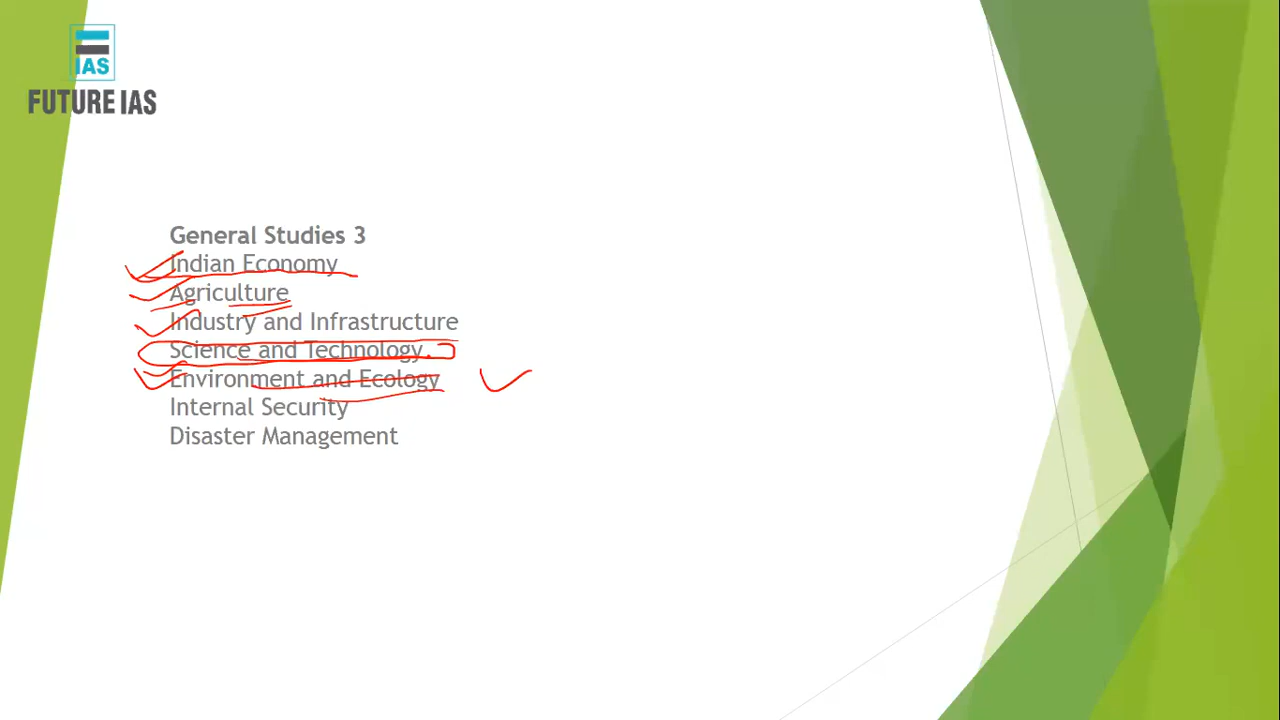 IAS
FUTURE IAS
General Studies 3
Indian Economy
Agriculture
Industry and Infrastructure
Science and Technology.
Environment and Ecology
Internal Security
Disaster Management